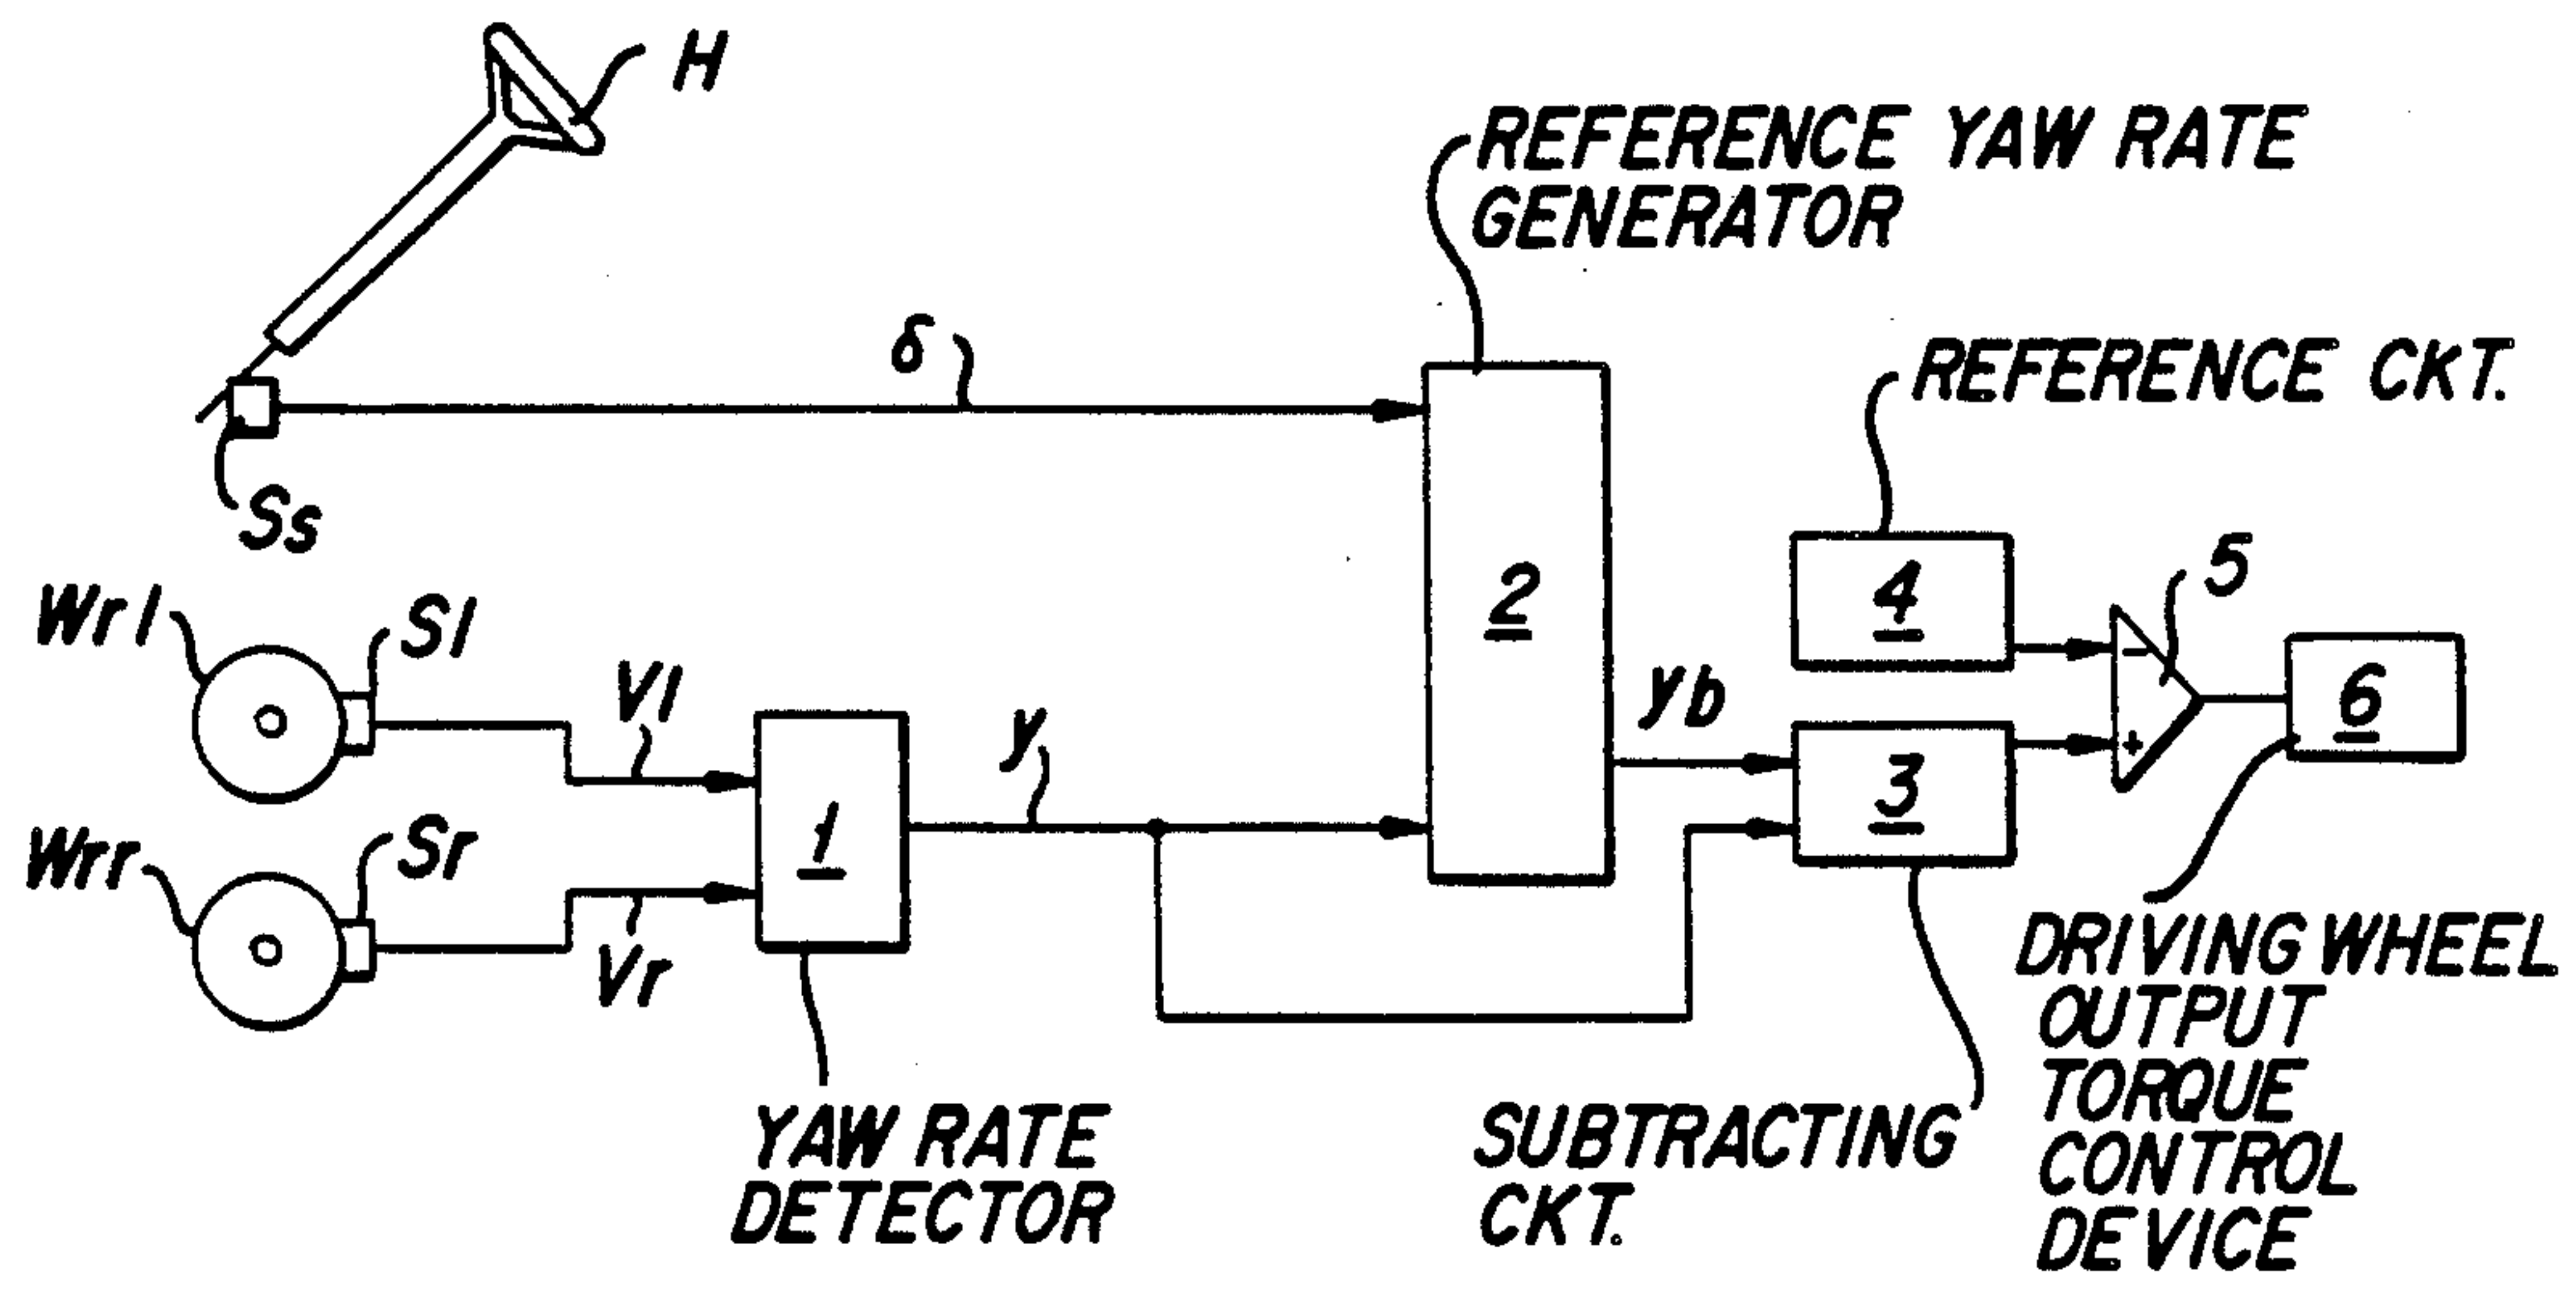 H
REFERENCE YAW RATE
GENERATOR
δ
REFERENCE CKT.
Ss
2
4
5
Wrl
Sl
Vl
y
yb
6
1
3
Wrr
Sr
Vr
- 
+
DRIVING WHEEL
OUTPUT
TORQUE
CONTROL
DEVICE
YAW RATE
DETECTOR
SUBTRACTING
CKT.